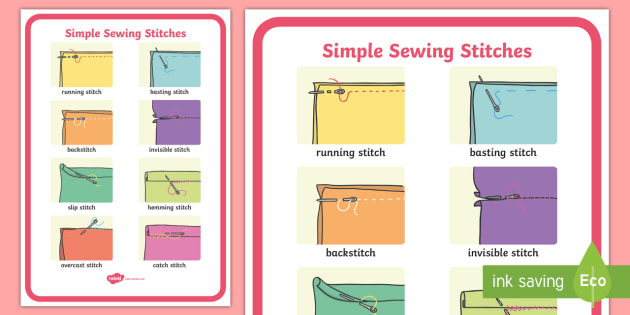 Simple Sewing Stitches
running stitch
basting stitch
backstitch
invisible stitch
slip stitch
hemming stitch
overcast stitch
catch stitch
twinkl
Simple Sewing Stitches
running stitch
basting stitch
backstitch
invisible stitch
ink saving
Eco